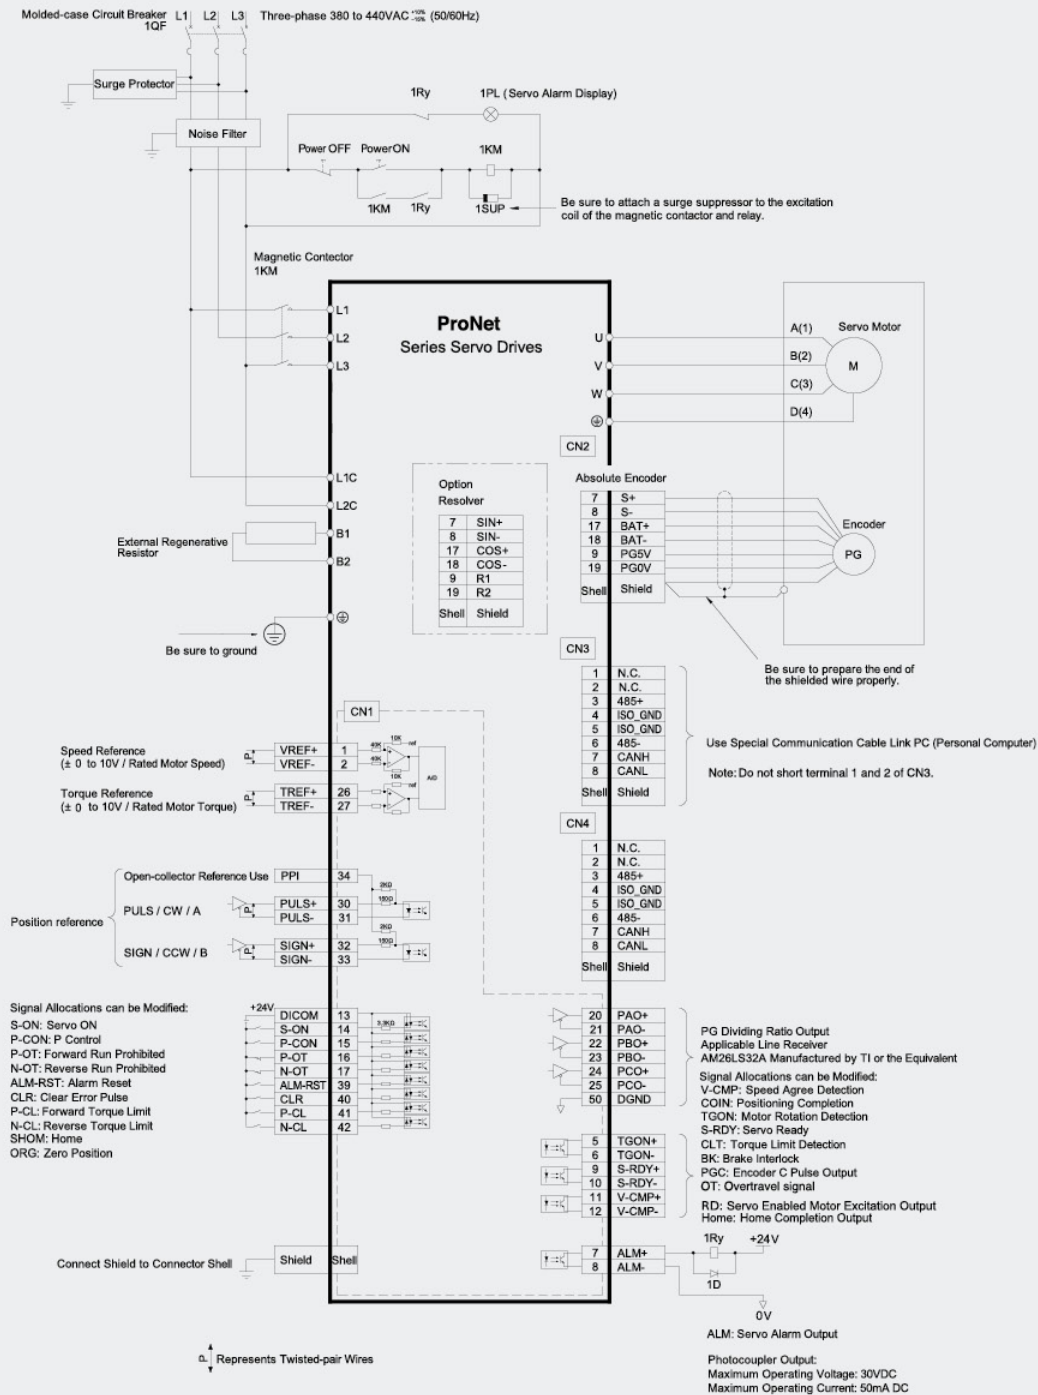 Molded-case Circuit Breaker
1QF
L1 L2 L3
Three-phase 380 to 440VAC +10% -15% (50/60Hz)
Surge Protector
Noise Filter
1Ry
1PL (Servo Alarm Display)
Power OFF
PowerON
1KM
1KM
1Ry
1SUP
Be sure to attach a surge suppressor to the excitation
coil of the magnetic contactor and relay.
Magnetic Contector
1KM
L1
L2
L3
L1C
L2C
B1
B2
ProNet
Series Servo Drives
U
V
W
A(1)
B(2)
C(3)
D(4)
Servo Motor
M
External Regenerative
Resistor
Be sure to ground
Option
Resolver
7 SIN+
8 SIN-
17 COS+
18 COS-
9 R1
19 R2
Shell Shield
CN2
Absolute Encoder
7 S+
8 S-
17 BAT+
18 BAT-
9 PG5V
19 PG0V
Shell Shield
Encoder
PG
Be sure to prepare the end of
the shielded wire properly.
CN3
1 N.C.
2 N.C.
3 485+
4 ISO_GND
5 ISO_GND
6 485-
7 CANH
8 CANL
Shell Shield
Use Special Communication Cable Link PC (Personal Computer)
Note: Do not short terminal 1 and 2 of CN3.
CN4
1 N.C.
2 N.C.
3 485+
4 ISO_GND
5 ISO_GND
6 485-
7 CANH
8 CANL
Shell Shield
CN1
Speed Reference
(± 0 to 10V / Rated Motor Speed)
P
VREF+ 1
VREF- 2
40K
40K
10K
ref
Torque Reference
(± 0 to 10V / Rated Motor Torque)
P
TREF+ 26
TREF- 27
10K
ref
A/D
Position reference
Open-collector Reference Use
PPI 34
PULS / CW / A
P
PULS+ 30
PULS- 31
2KΩ
150Ω
SIGN / CCW / B
P
SIGN+ 32
SIGN- 33
2KΩ
150Ω
Signal Allocations can be Modified:
S-ON: Servo ON
P-CON: P Control
P-OT: Forward Run Prohibited
N-OT: Reverse Run Prohibited
ALM-RST: Alarm Reset
CLR: Clear Error Pulse
P-CL: Forward Torque Limit
N-CL: Reverse Torque Limit
SHOM: Home
ORG: Zero Position
+24V
DICOM 13
S-ON 14
P-CON 15
P-OT 16
N-OT 17
ALM-RST 39
CLR 40
P-CL 41
N-CL 42
3.3KΩ
Connect Shield to Connector Shell
Shield Shell
20 PAO+
21 PAO-
22 PBO+
23 PBO-
24 PCO+
25 PCO-
50 DGND
PG Dividing Ratio Output
Applicable Line Receiver
AM26LS32A Manufactured by TI or the Equivalent
Signal Allocations can be Modified:
V-CMP: Speed Agree Detection
COIN: Positioning Completion
TGON: Motor Rotation Detection
S-RDY: Servo Ready
CLT: Torque Limit Detection
BK: Brake Interlock
PGC: Encoder C Pulse Output
OT: Overtravel signal
RD: Servo Enabled Motor Excitation Output
Home: Home Completion Output
5 TGON+
6 TGON-
9 S-RDY+
10 S-RDY-
11 V-CMP+
12 V-CMP-
7 ALM+
8 ALM-
1Ry
+24V
1D
0V
ALM: Servo Alarm Output
Photocoupler Output:
Maximum Operating Voltage: 30VDC
Maximum Operating Current: 50mA DC
P Represents Twisted-pair Wires